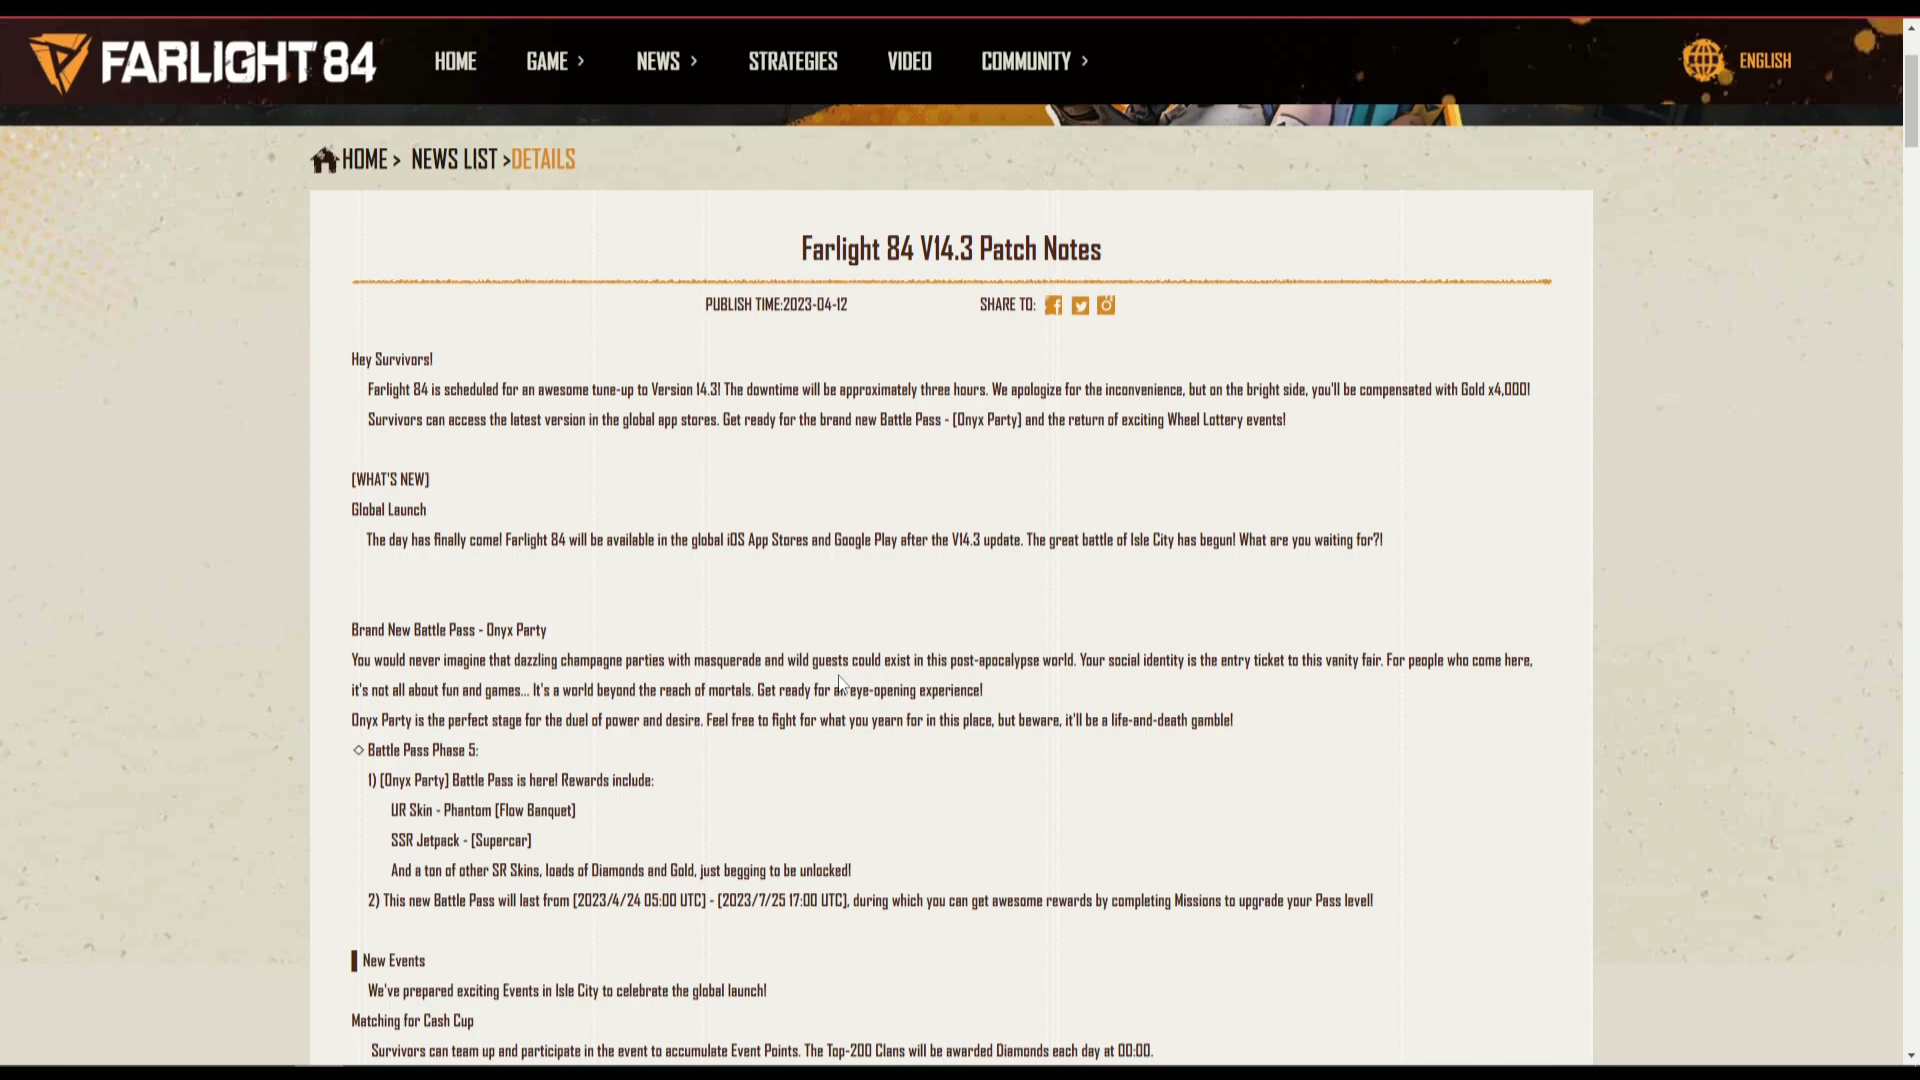 FARLIGHT 84
HOME GAME > NEWS > STRATEGIES VIDEO COMMUNITY > ENGLISH
HOME > NEWS LIST >DETAILS
Farlight 84 V14.3 Patch Notes
PUBLISH TIME:2023-04-12 SHARE TO:
Hey Survivors!
Farlight 84 is scheduled for an awesome tune-up to Version 14.3! The downtime will be approximately three hours. We apologize for the inconvenience, but on the bright side, you'll be compensated with Gold x4,000!
Survivors can access the latest version in the global app stores. Get ready for the brand new Battle Pass - [Onyx Party] and the return of exciting Wheel Lottery events!
[WHAT'S NEW]
Global Launch
The day has finally come! Farlight 84 will be available in the global iOS App Stores and Google Play after the V14.3 update. The great battle of Isle City has begun! What are you waiting for?!
Brand New Battle Pass - Onyx Party
You would never imagine that dazzling champagne parties with masquerade and wild guests could exist in this post-apocalypse world. Your social identity is the entry ticket to this vanity fair. For people who come here,
it's not all about fun and games... It's a world beyond the reach of mortals. Get ready for an eye-opening experience!
Onyx Party is the perfect stage for the duel of power and desire. Feel free to fight for what you yearn for in this place, but beware, it'll be a life-and-death gamble!
◇ Battle Pass Phase 5:
1) [Onyx Party] Battle Pass is here! Rewards include:
UR Skin - Phantom [Flow Banquet]
SSR Jetpack - [Supercar]
And a ton of other SR Skins, loads of Diamonds and Gold, just begging to be unlocked!
2) This new Battle Pass will last from [2023/4/24 05:00 UTC] - [2023/7/25 17:00 UTC], during which you can get awesome rewards by completing Missions to upgrade your Pass level!
▌New Events
We've prepared exciting Events in Isle City to celebrate the global launch!
Matching for Cash Cup
Survivors can team up and participate in the event to accumulate Event Points. The Top-200 Clans will be awarded Diamonds each day at 00:00.